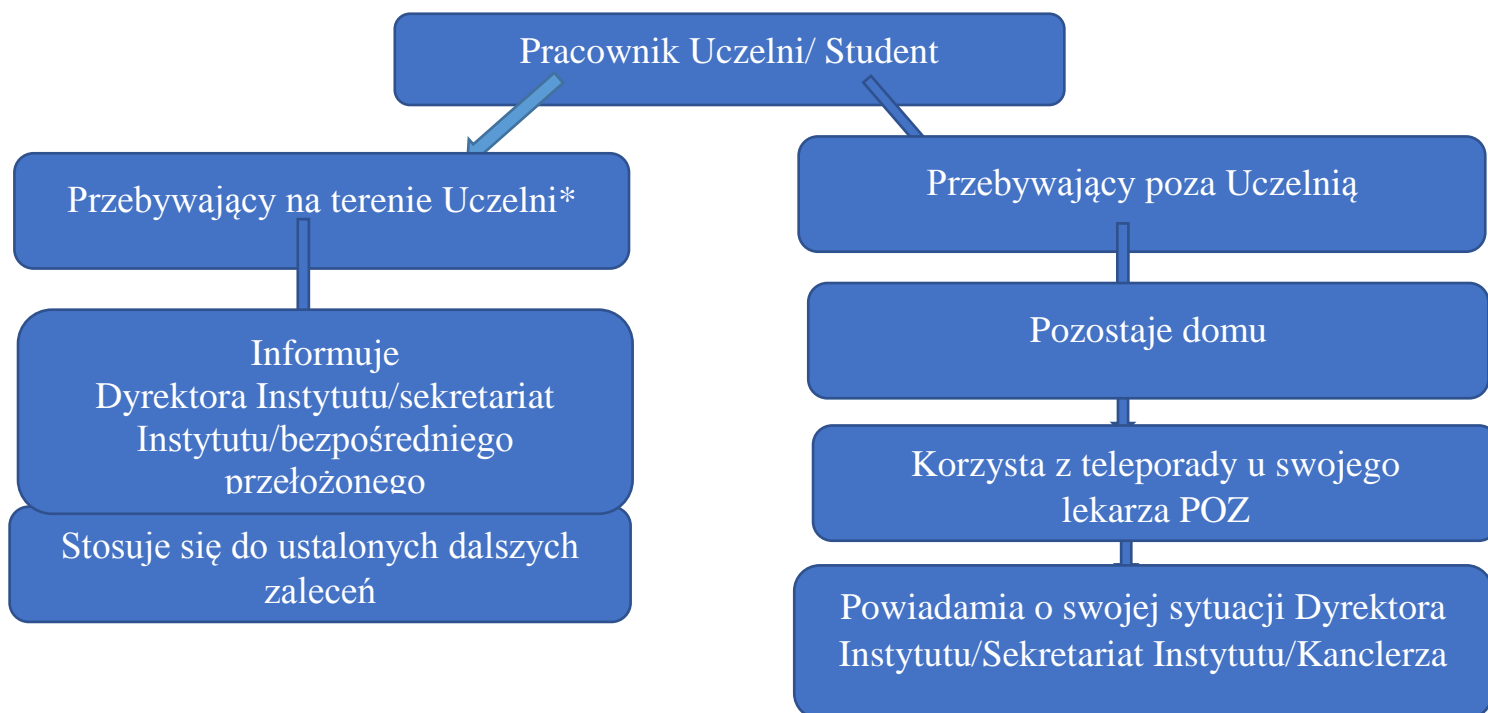 Pracownik Uczelni/ Student
Przebywający na terenie Uczelni*
Informuje
Dyrektora Instytutu/sekretariat
Instytutu/bezpośredniego
przełożonego
Stosuje się do ustalonych dalszych
zaleceń
Przebywający poza Uczelnią
Pozostaje domu
Korzysta z teleporady u swojego
lekarza POZ
Powiadamia o swojej sytuacji Dyrektora
Instytutu/Sekretariat Instytutu/Kanclerza